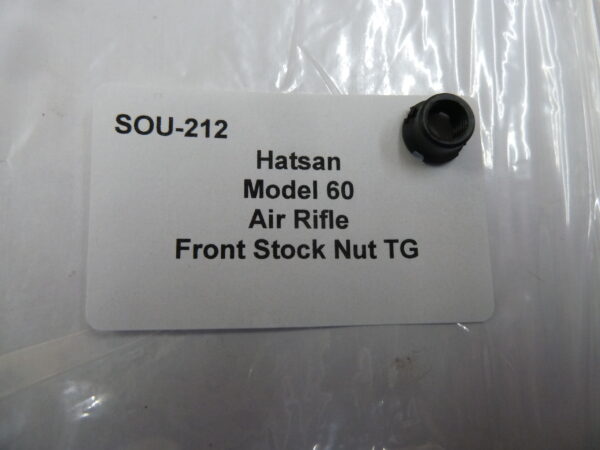 SOU-212
Hatsan
Model 60
Air Rifle
Front Stock Nut TG